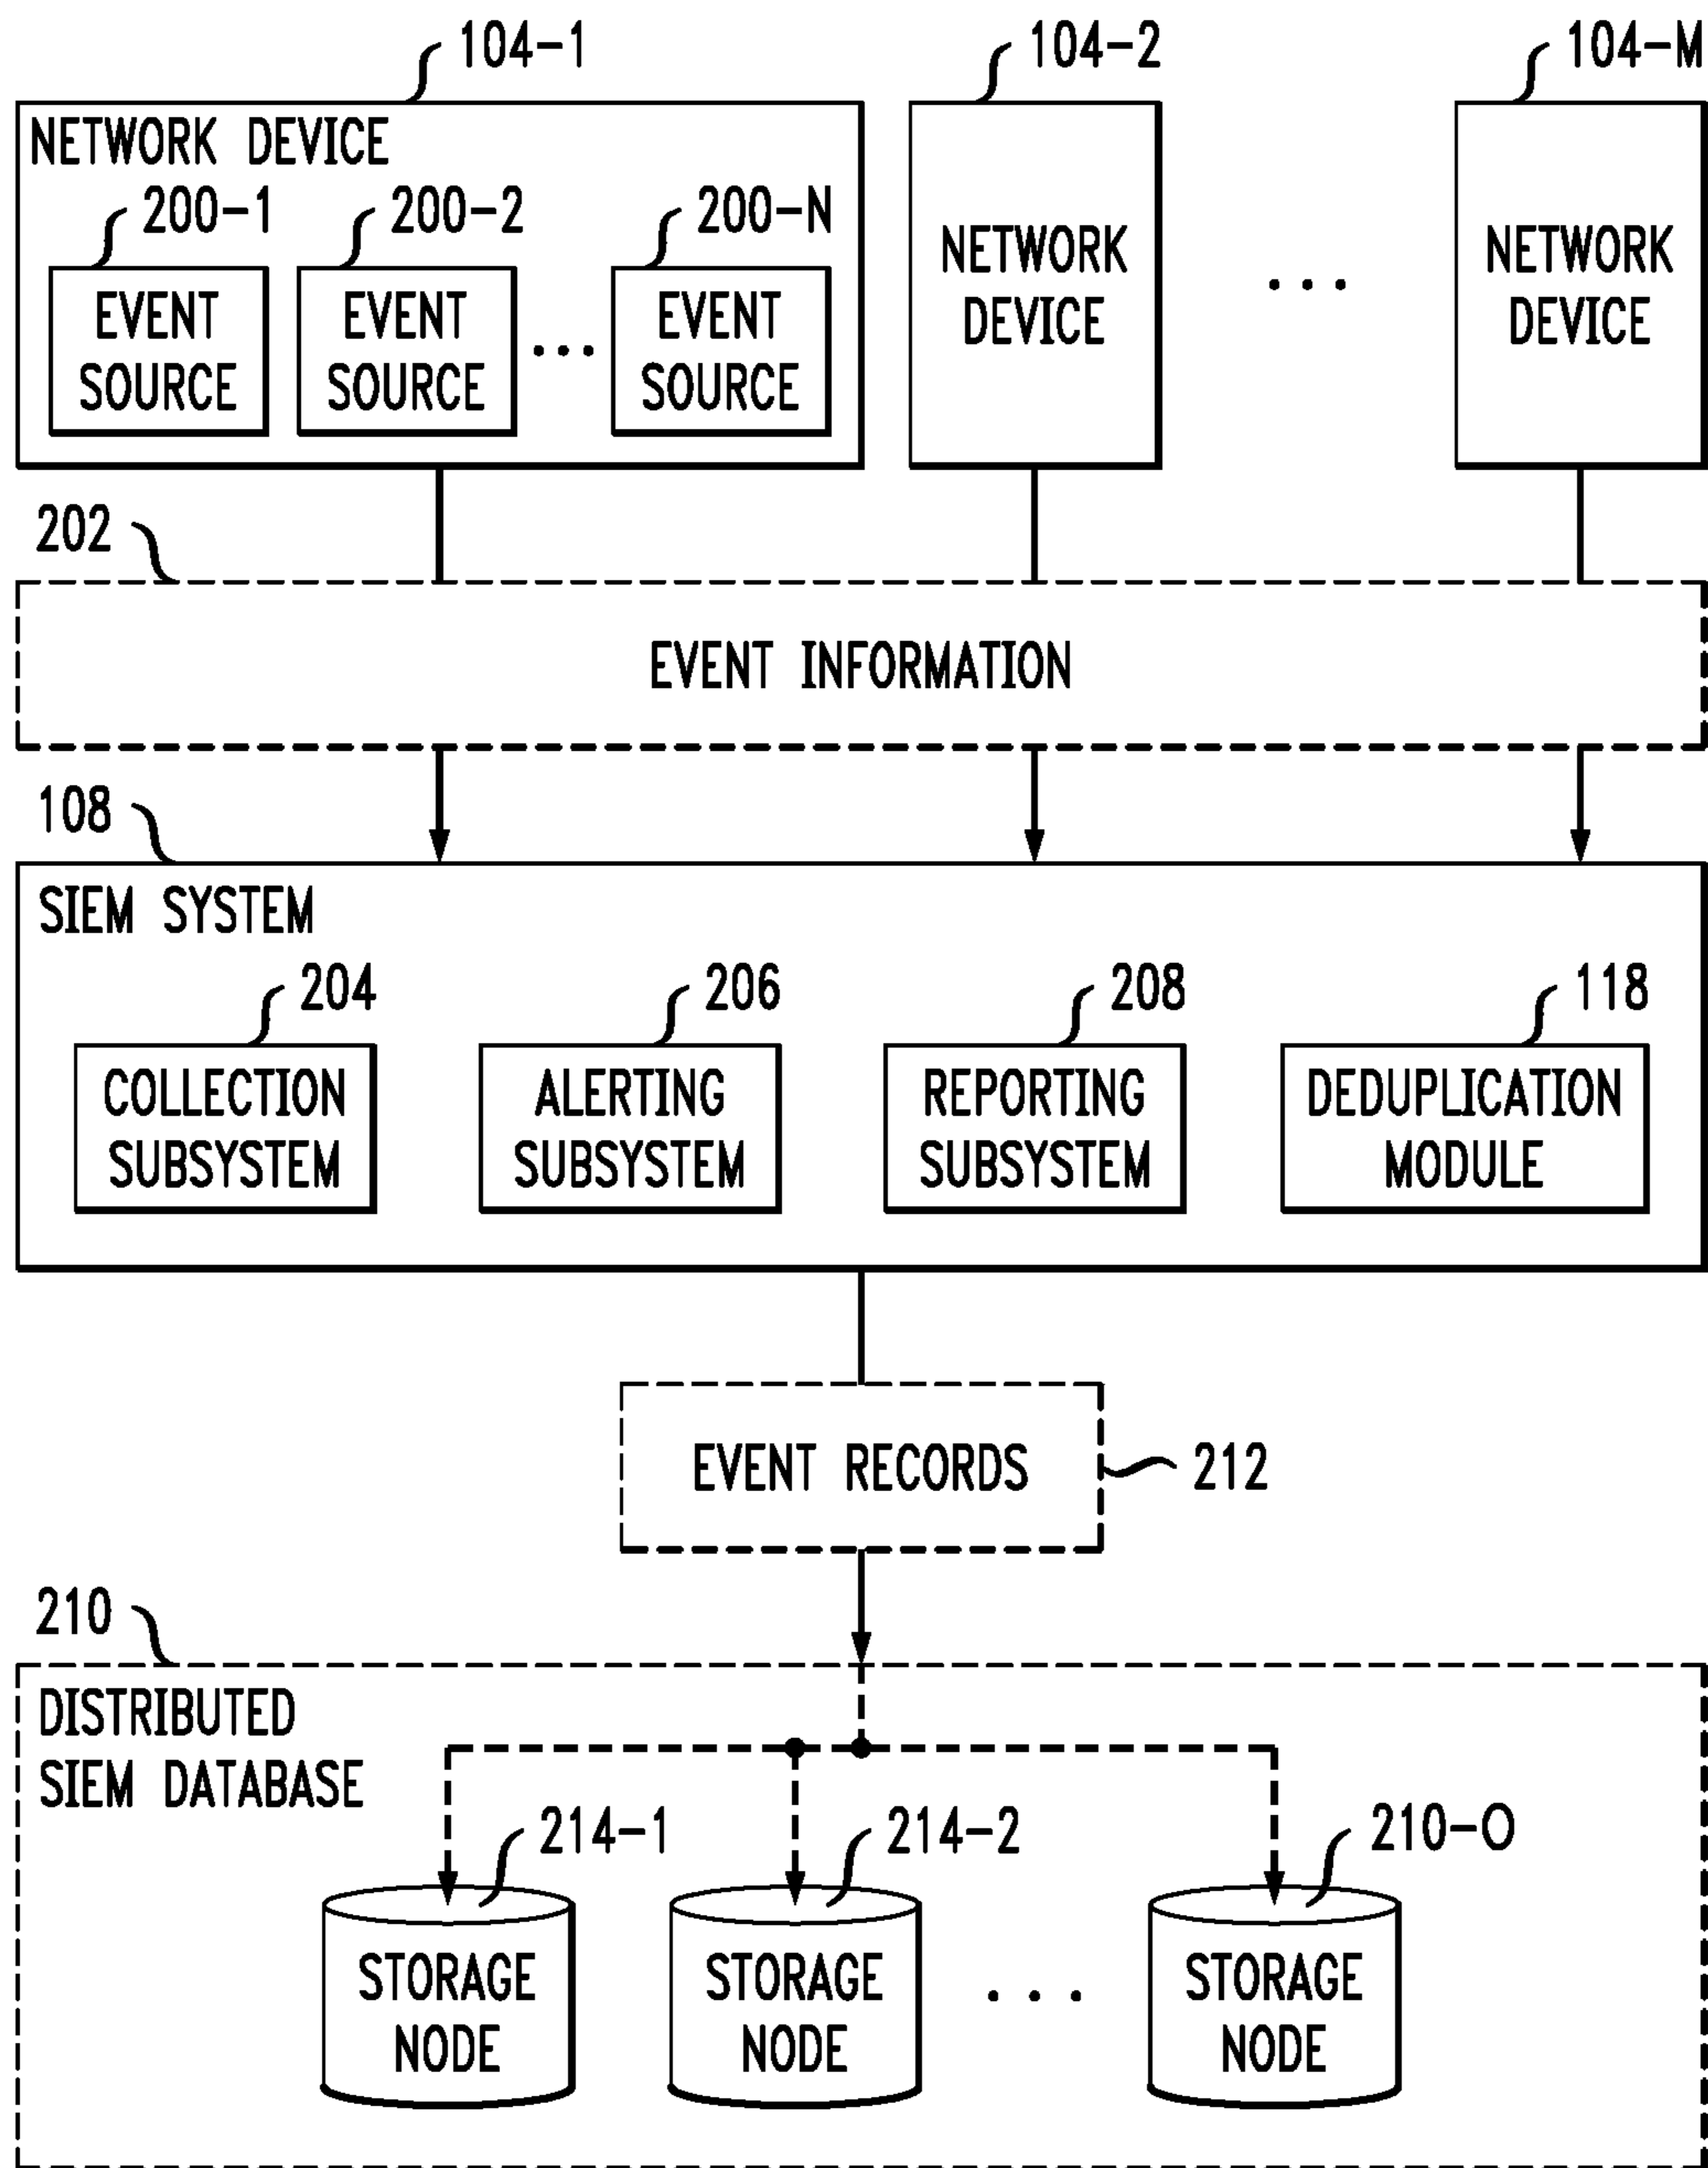 104-1
104-2
104-M
NETWORK DEVICE
200-1
200-2
200-N
EVENT
SOURCE
EVENT
SOURCE
EVENT
SOURCE
NETWORK
DEVICE
NETWORK
DEVICE
202
EVENT INFORMATION
108
SIEM SYSTEM
204
206
208
118
COLLECTION
SUBSYSTEM
ALERTING
SUBSYSTEM
REPORTING
SUBSYSTEM
DEDUPLICATION
MODULE
EVENT RECORDS
212
210
DISTRIBUTED
SIEM DATABASE
214-1
214-2
210-O
STORAGE
NODE
STORAGE
NODE
STORAGE
NODE